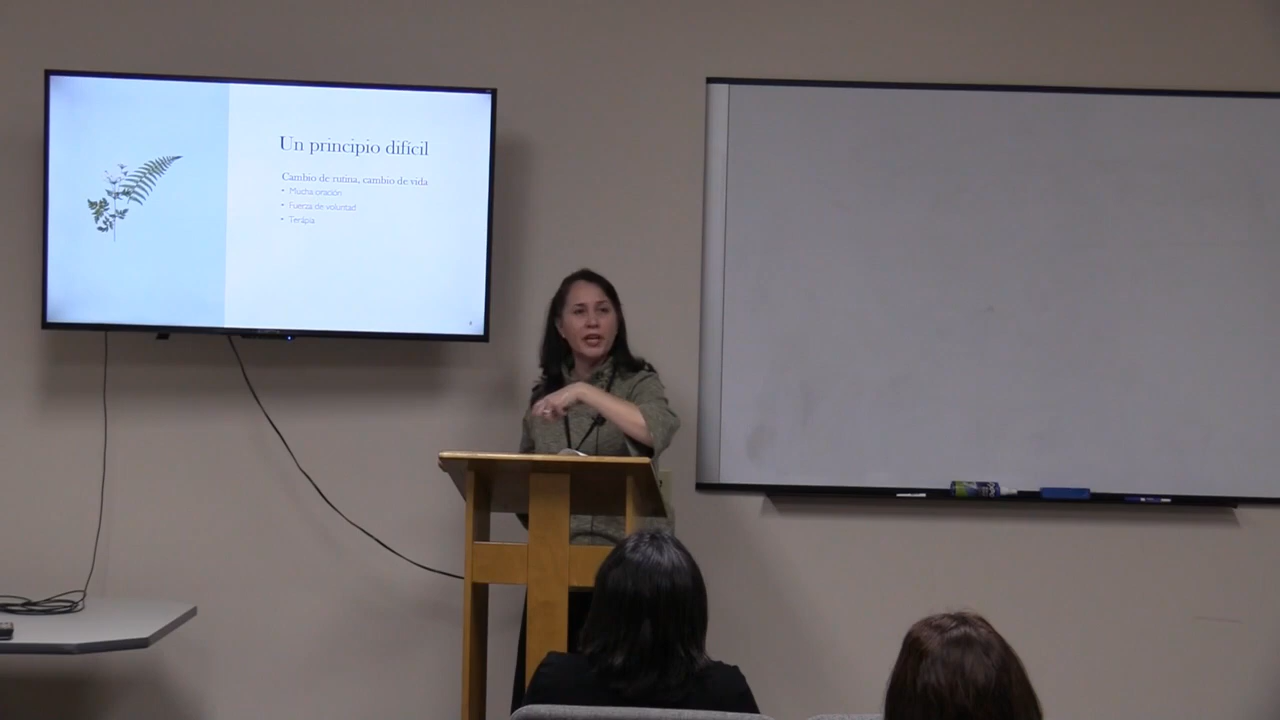 Un principio difícil
Cambio de rutina, cambio de vida
• Mucha oración
• Fuerza de voluntad
• Terapia